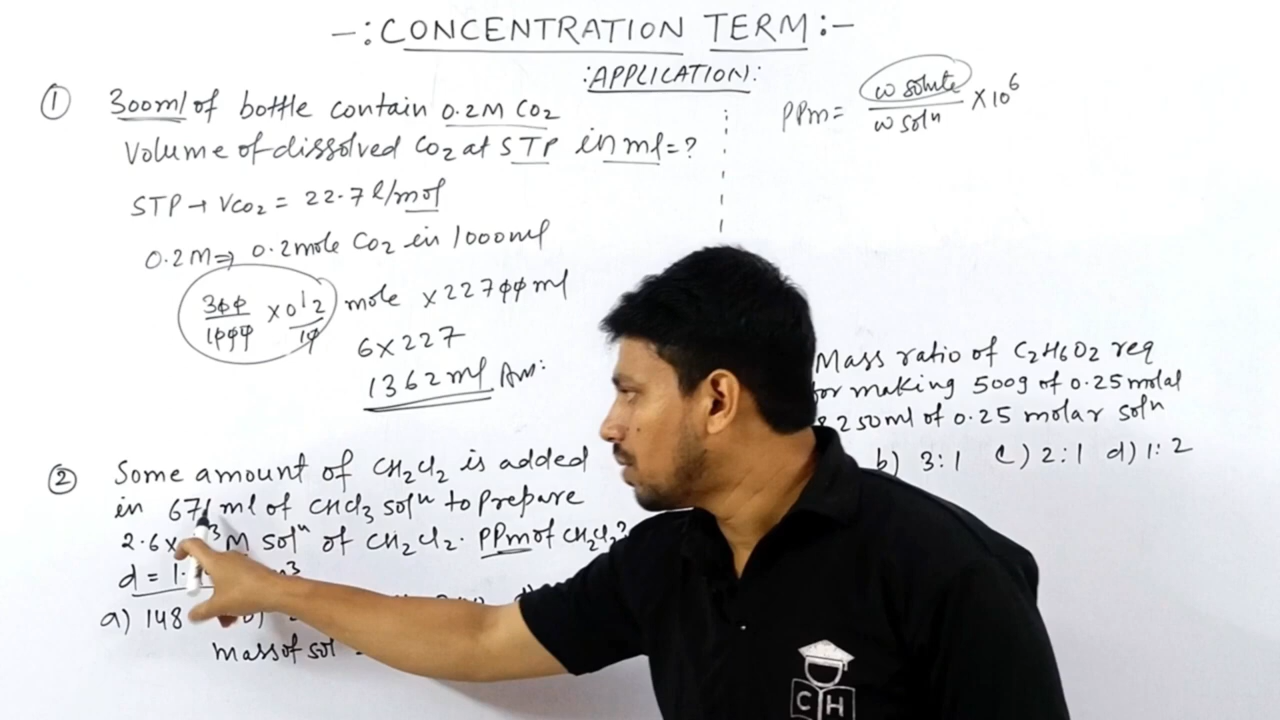 -: CONCENTRATION TERM :-
: APPLICATION :
① 300ml of bottle contain 0.2M CO2
Volume of dissolved CO2 at STP in ml = ?
STP → VCO2 = 22.7 l/mol
0.2M ⇒ 0.2 mole CO2 in 1000ml
300/1000 × 0 2/10 mole × 22700 ml
6 × 227
1362 ml Ans:
② Some amount of CH2Cl2 is added
in 671 ml of CHCl3 solⁿ to prepare
2.6× ³M solⁿ of CH2Cl2. PPm of CH2Cl2?
d = 1.
a) 148
mass of sol
PPm = w solute / w solⁿ × 10⁶
Mass ratio of C2H6O2 req
for making 500g of 0.25 molal
& 250ml of 0.25 molar solⁿ
b) 3:1 c) 2:1 d) 1:2
C H